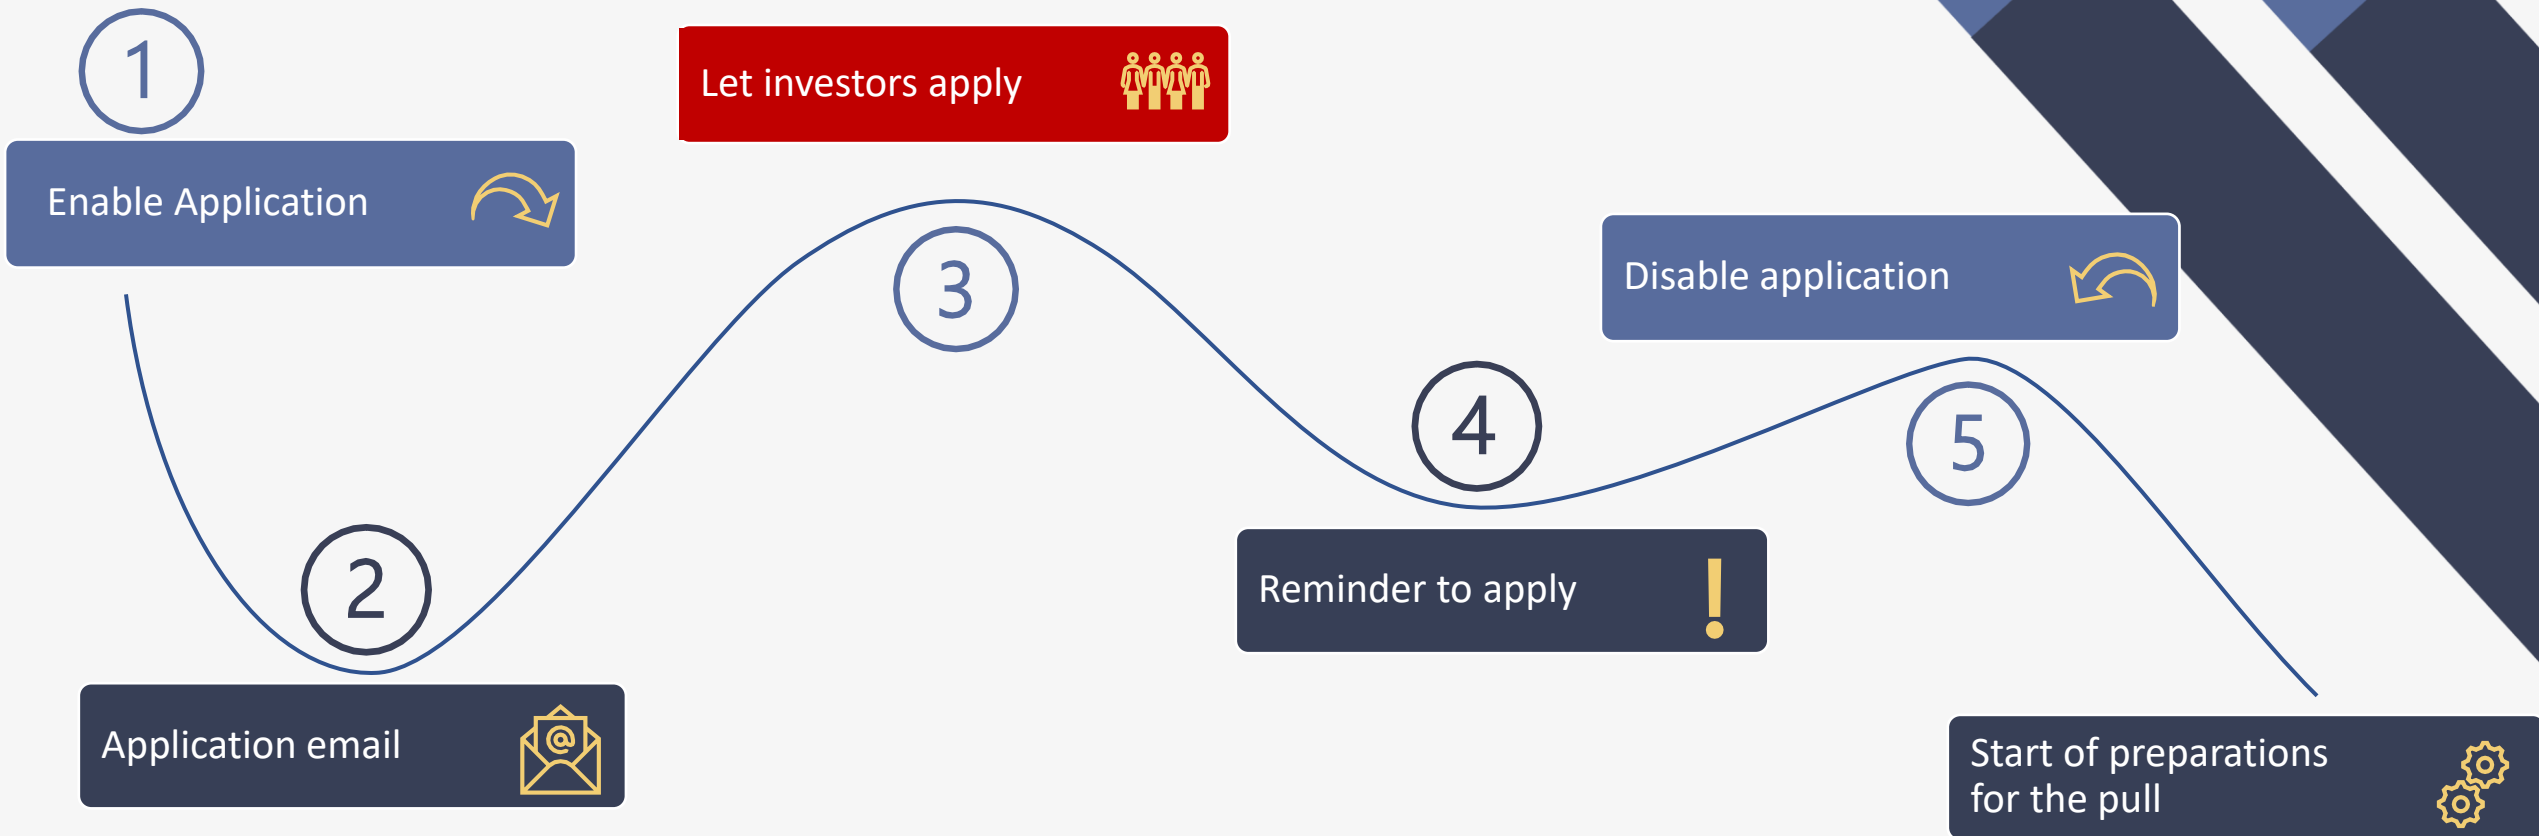 1
Enable Application
2
Application email
Let investors apply
3
4
Reminder to apply
Disable application
5
Start of preparations
for the pull